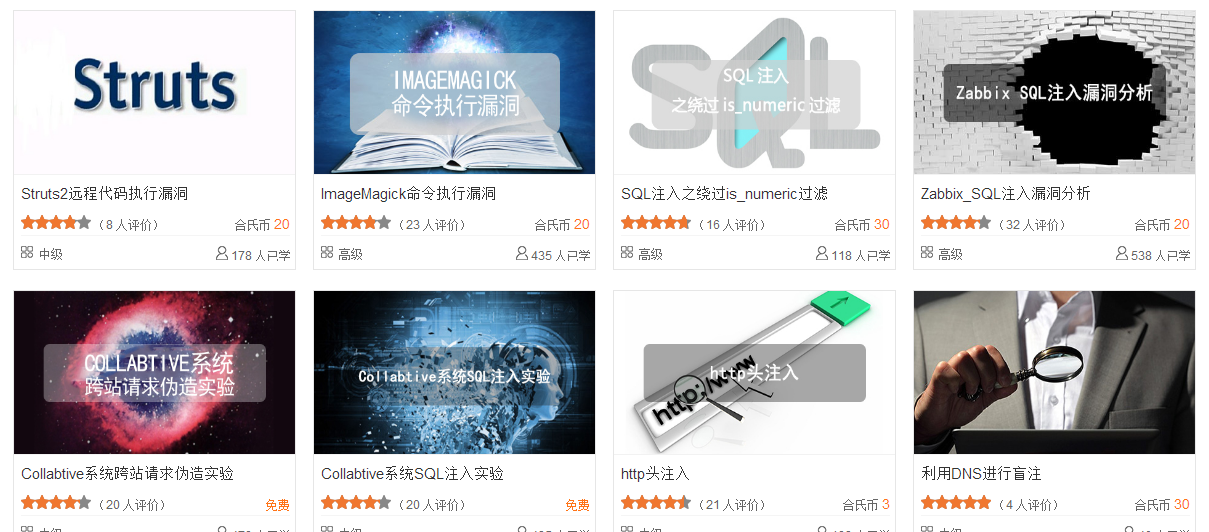 Struts
IMAGEMAGICK
命令执行漏洞
SQL 注入
之绕过 is_numeric 过滤
Zabbix SQL注入漏洞分析
Struts2远程代码执行漏洞
ImageMagick命令执行漏洞
SQL注入之绕过is_numeric过滤
Zabbix_SQL注入漏洞分析
（8 人评价） 合氏币 20
（23 人评价） 合氏币 20
（16 人评价） 合氏币 30
（32 人评价） 合氏币 20
中级 178 人已学
高级 435 人已学
高级 118 人已学
高级 538 人已学
COLLABTIVE系统
跨站请求伪造实验
Collabtive系统SQL注入实验
http头注入
http://www
Collabtive系统跨站请求伪造实验
Collabtive系统SQL注入实验
http头注入
利用DNS进行盲注
（20 人评价） 免费
（20 人评价） 免费
（21 人评价） 合氏币 3
（4 人评价） 合氏币 30